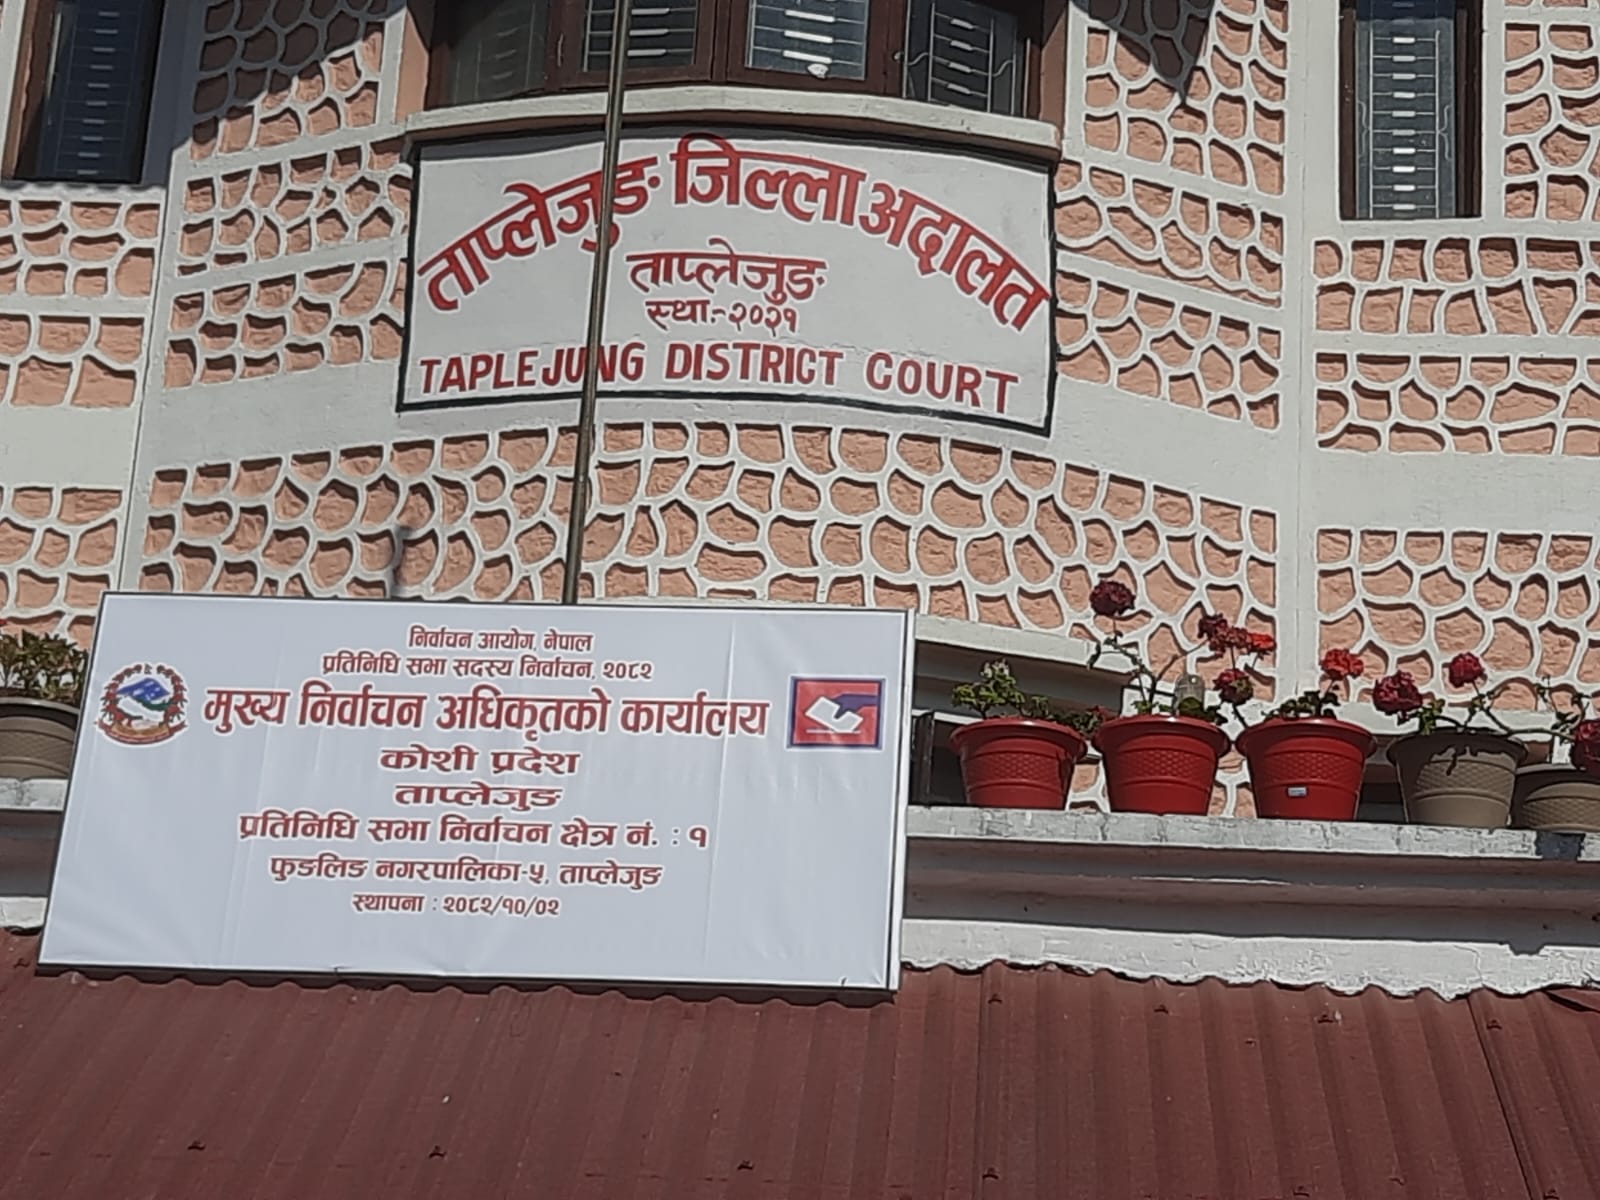 ताप्लेजुङ जिल्ला अदालत
ताप्लेजुङ
स्था:-२०२१
TAPLEJUNG DISTRICT COURT
निर्वाचन आयोग, नेपाल
प्रतिनिधि सभा सदस्य निर्वाचन, २०८२
मुख्य निर्वाचन अधिकृतको कार्यालय
कोशी प्रदेश
ताप्लेजुङ
प्रतिनिधि सभा निर्वाचन क्षेत्र नं. : १
फुङलिङ नगरपालिका-५, ताप्लेजुङ
स्थापना : २०८२/१०/०२